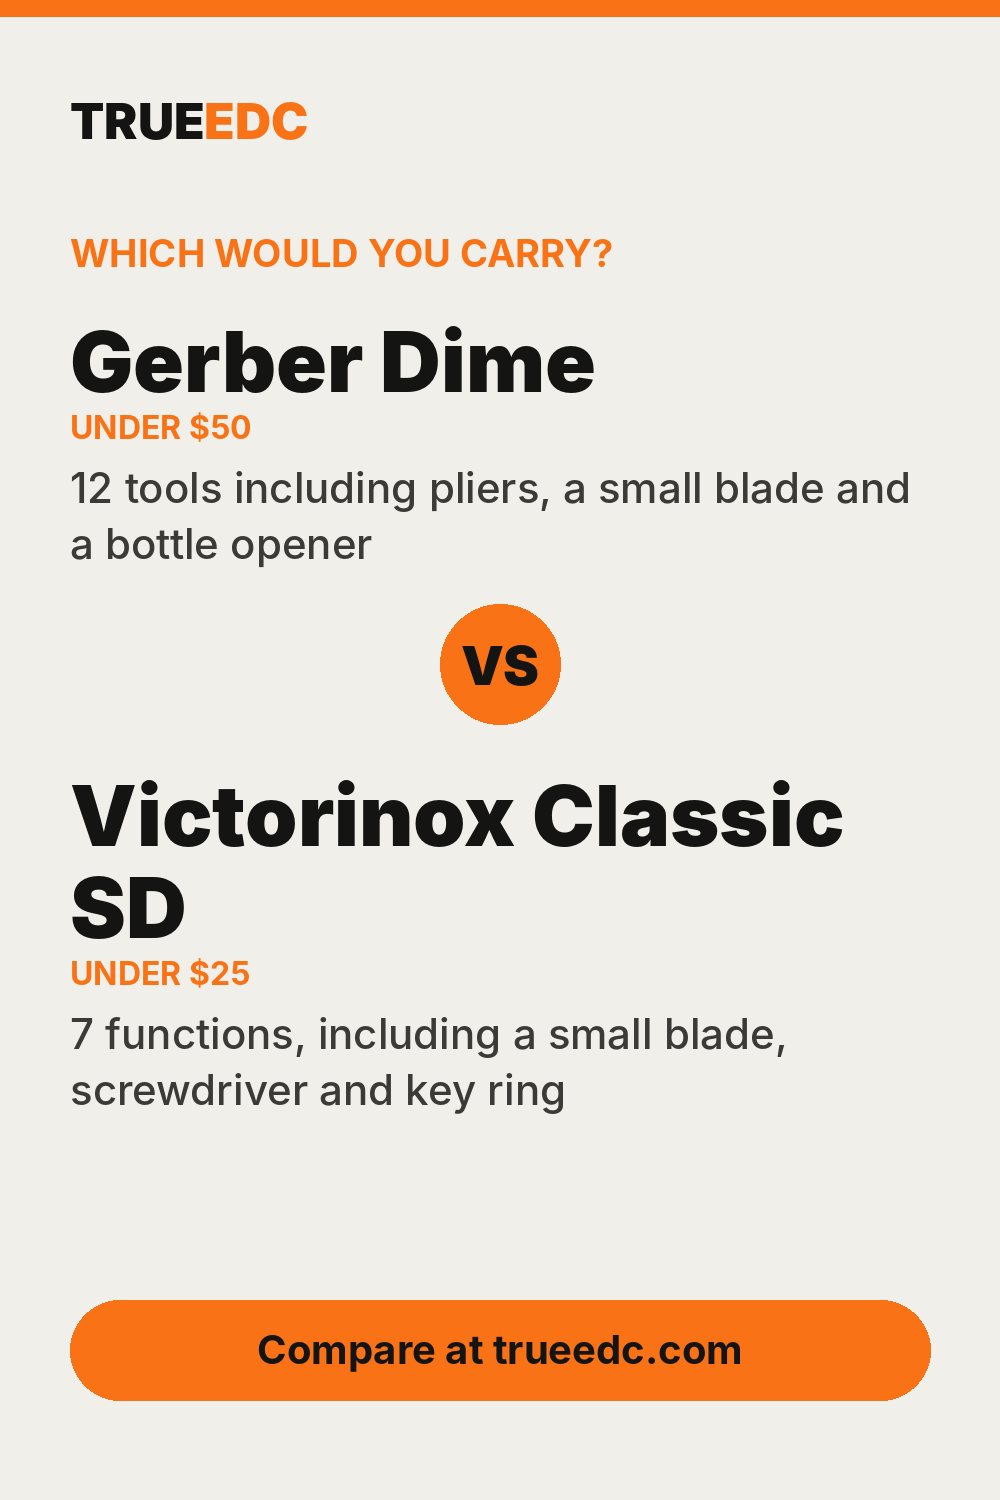 TRUEEDC
WHICH WOULD YOU CARRY?
Gerber Dime
UNDER $50
12 tools including pliers, a small blade and
a bottle opener
VS
Victorinox Classic
SD
UNDER $25
7 functions, including a small blade,
screwdriver and key ring
Compare at trueedc.com